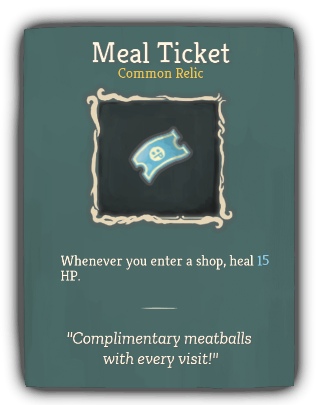 Meal Ticket
Common Relic
Whenever you enter a shop, heal 15
HP.
"Complimentary meatballs
with every visit!"